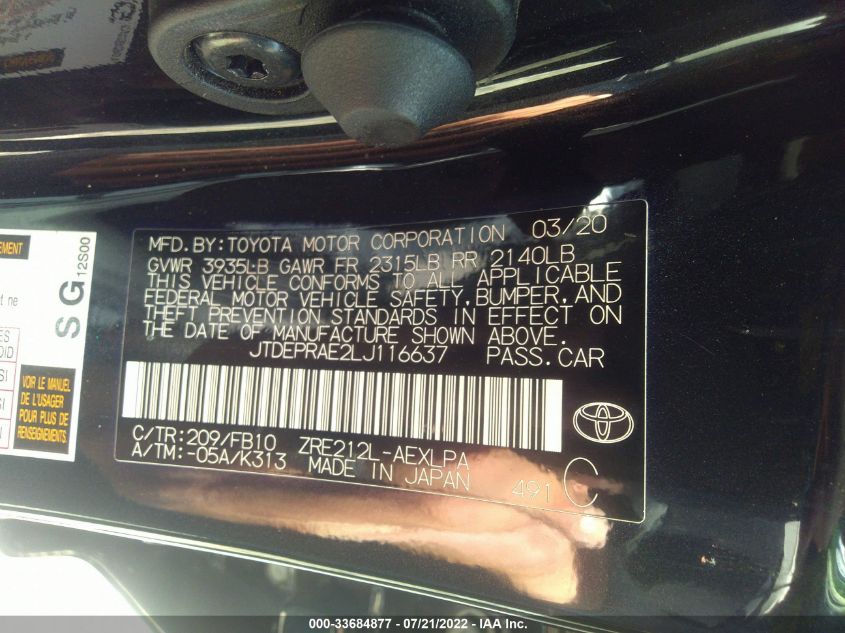 MFD.BY:TOYOTA MOTOR CORPORATION 03/20
GVWR 3935LB GAWR FR 2315LB RR 2140LB
THIS VEHICLE CONFORMS TO ALL APPLICABLE
FEDERAL MOTOR VEHICLE SAFETY,BUMPER,AND
THEFT PREVENTION STANDARDS IN EFFECT ON
THE DATE OF MANUFACTURE SHOWN ABOVE.
JTDEPRAE2LJ116637 PASS.CAR
C/TR:209/FB10 ZRE212L-AEXLPA
A/TM:-05A/K313 MADE IN JAPAN
491 C
SG 12S00
VOIR LE MANUEL
DE L'USAGER
POUR PLUS DE
RENSEIGNEMENTS
000-33684877 - 07/21/2022 - IAA Inc.